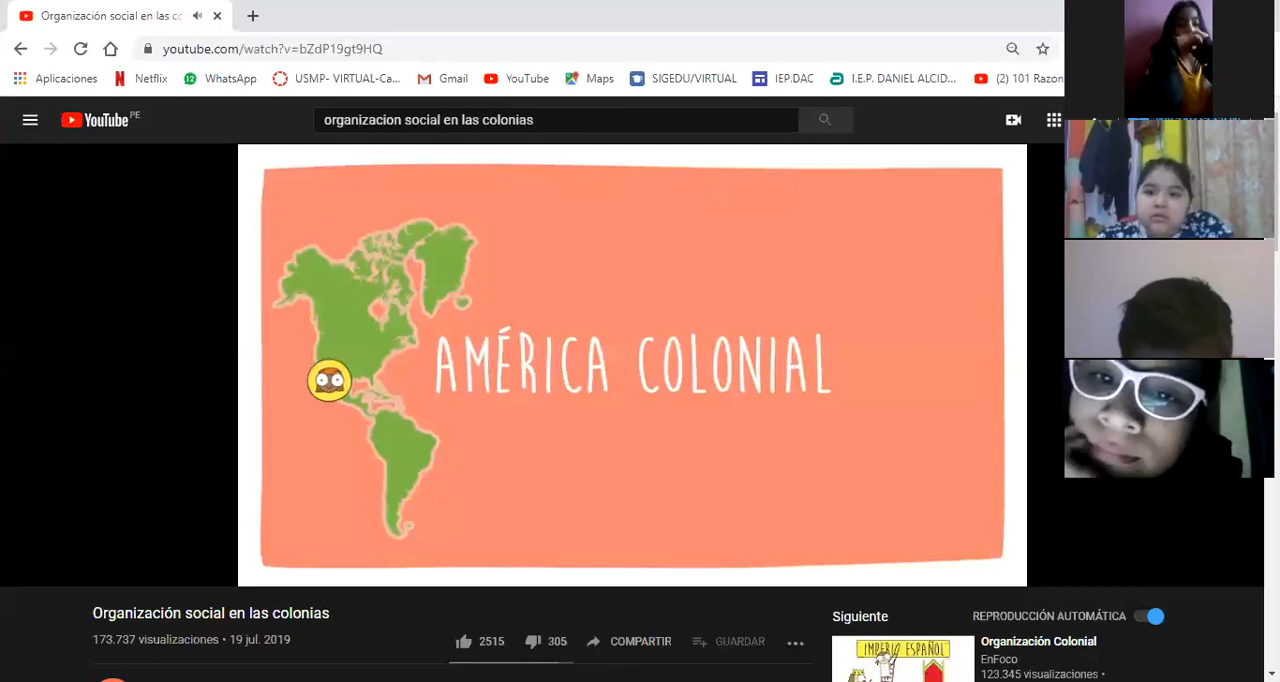 Organización social en las co
youtube.com/watch?v=bZdP19gt9HQ
Aplicaciones
Netflix
WhatsApp
USMP- VIRTUAL-Ca...
Gmail
YouTube
Maps
SIGEDU/VIRTUAL
IEP.DAC
I.E.P. DANIEL ALCID...
(2) 101 Razon
YouTube PE
organizacion social en las colonias
AMÉRICA COLONIAL
Organización social en las colonias
173.737 visualizaciones • 19 jul. 2019
2515
305
COMPARTIR
GUARDAR
Siguiente
REPRODUCCIÓN AUTOMÁTICA
IMPERIO ESPAÑOL
Organización Colonial
EnFoco
123.345 visualizaciones •